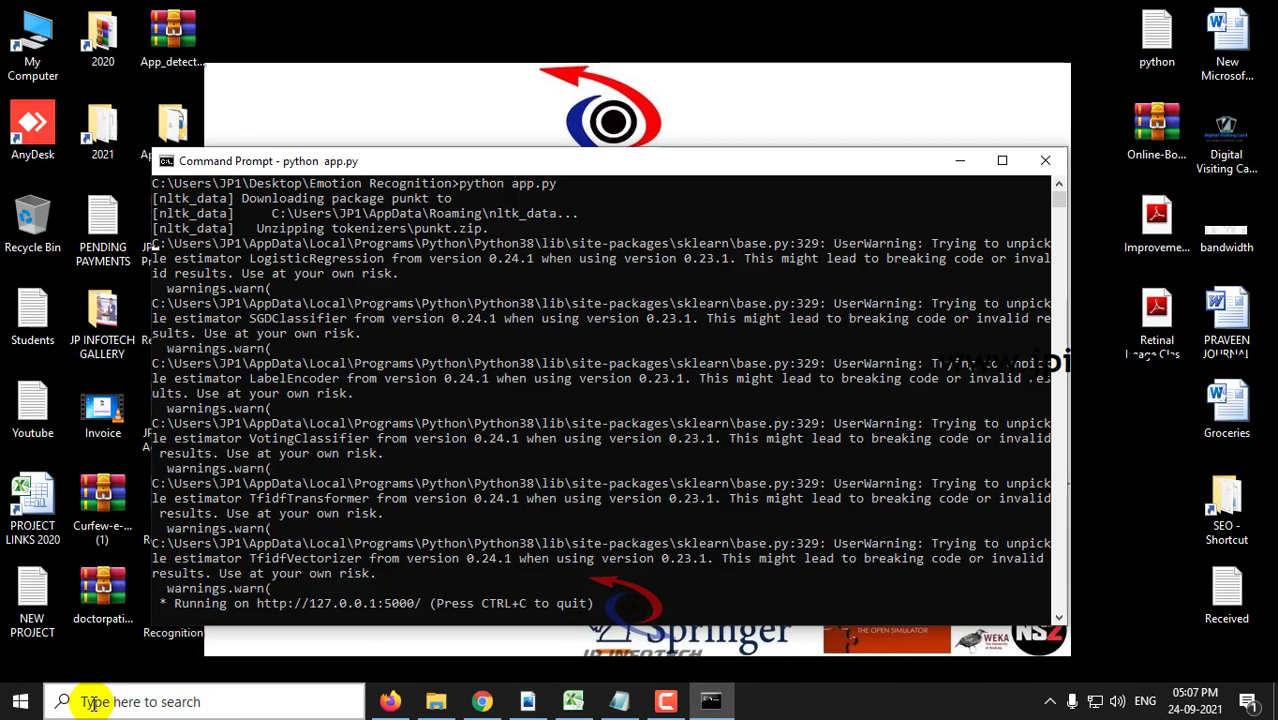 My Computer
2020
App_detect...
python
New Microsof...
AnyDesk
2021
Online-Bo...
Digital Visiting Ca...
Recycle Bin
PENDING PAYMENTS
Improveme...
bandwidth
Students
JP INFOTECH GALLERY
Retinal Image Clas
PRAVEEN JOURNAL
Youtube
Invoice
Groceries
PROJECT LINKS 2020
Curfew-e-... (1)
SEO - Shortcut
NEW PROJECT
doctorpati...
Recognition
Received
Command Prompt - python  app.py
C:\Users\JP1\Desktop\Emotion Recognition>python app.py
[nltk_data] Downloading package punkt to
[nltk_data]     C:\Users\JP1\AppData\Roaming\nltk_data...
[nltk_data]   Unzipping tokenizers\punkt.zip.
C:\Users\JP1\AppData\Local\Programs\Python\Python38\lib\site-packages\sklearn\base.py:329: UserWarning: Trying to unpick
le estimator LogisticRegression from version 0.24.1 when using version 0.23.1. This might lead to breaking code or inval
id results. Use at your own risk.
warnings.warn(
C:\Users\JP1\AppData\Local\Programs\Python\Python38\lib\site-packages\sklearn\base.py:329: UserWarning: Trying to unpick
le estimator SGDClassifier from version 0.24.1 when using version 0.23.1. This might lead to breaking code or invalid re
sults. Use at your own risk.
warnings.warn(
C:\Users\JP1\AppData\Local\Programs\Python\Python38\lib\site-packages\sklearn\base.py:329: UserWarning: Trying to unpick
le estimator LabelEncoder from version 0.24.1 when using version 0.23.1. This might lead to breaking code or invalid res
ults. Use at your own risk.
warnings.warn(
C:\Users\JP1\AppData\Local\Programs\Python\Python38\lib\site-packages\sklearn\base.py:329: UserWarning: Trying to unpick
le estimator VotingClassifier from version 0.24.1 when using version 0.23.1. This might lead to breaking code or invalid
results. Use at your own risk.
warnings.warn(
C:\Users\JP1\AppData\Local\Programs\Python\Python38\lib\site-packages\sklearn\base.py:329: UserWarning: Trying to unpick
le estimator TfidfTransformer from version 0.24.1 when using version 0.23.1. This might lead to breaking code or invalid
results. Use at your own risk.
warnings.warn(
C:\Users\JP1\AppData\Local\Programs\Python\Python38\lib\site-packages\sklearn\base.py:329: UserWarning: Trying to unpick
le estimator TfidfVectorizer from version 0.24.1 when using version 0.23.1. This might lead to breaking code or invalid
results. Use at your own risk.
warnings.warn(
* Running on http://127.0.0.1:5000/ (Press CTRL+C to quit)
Springer
JP INFOTECH
THE OPEN SIMULATOR
WEKA
NS2
Type here to search
ENG
05:07 PM
24-09-2021
1